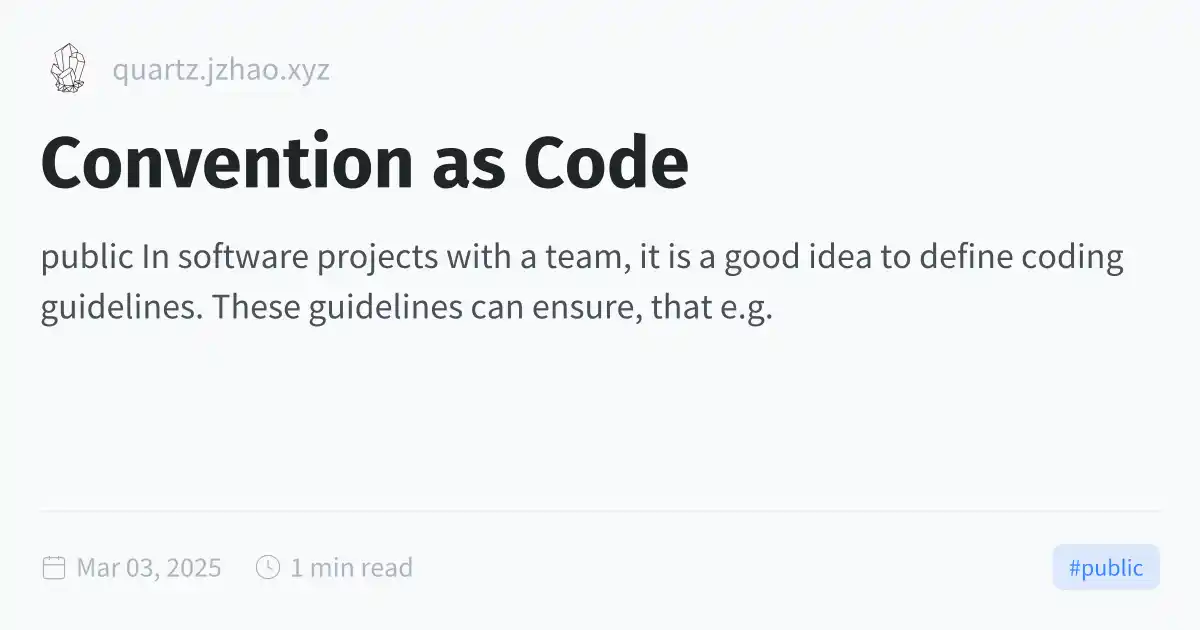 quartz.jzhao.xyz
Convention as Code
public In software projects with a team, it is a good idea to define coding
guidelines. These guidelines can ensure, that e.g.
Mar 03, 2025
1 min read
#public